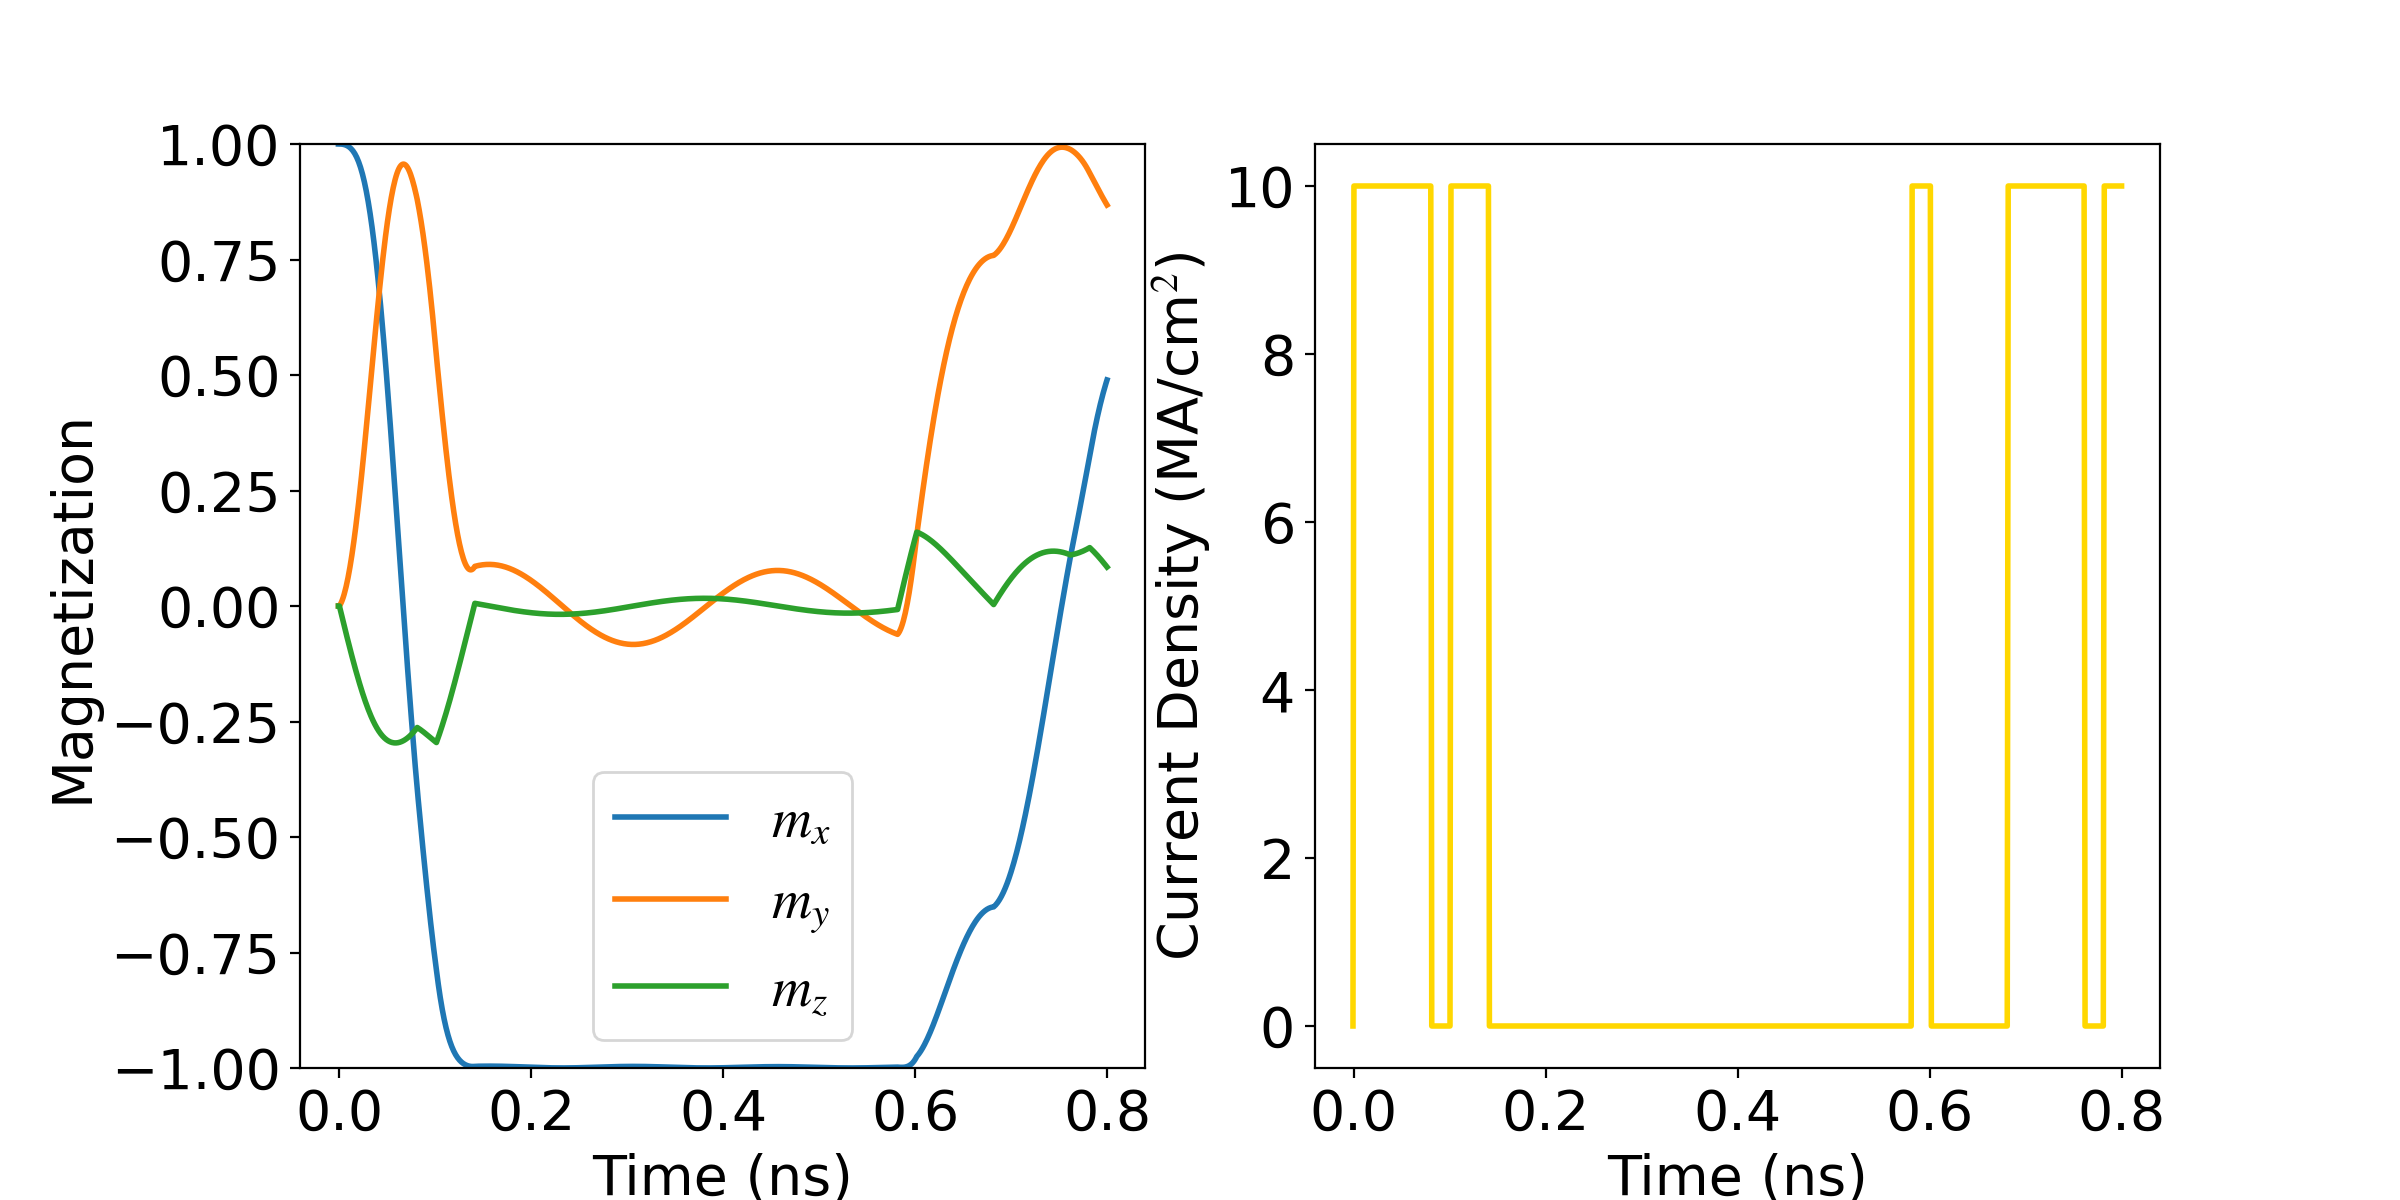 Magnetization
1.00
0.75
0.50
0.25
0.00
−0.25
−0.50
−0.75
−1.00
m_x
m_y
m_z
0.0 0.2 0.4 0.6 0.8
Time (ns)
Current Density (MA/cm²)
10
8
6
4
2
0
0.0 0.2 0.4 0.6 0.8
Time (ns)